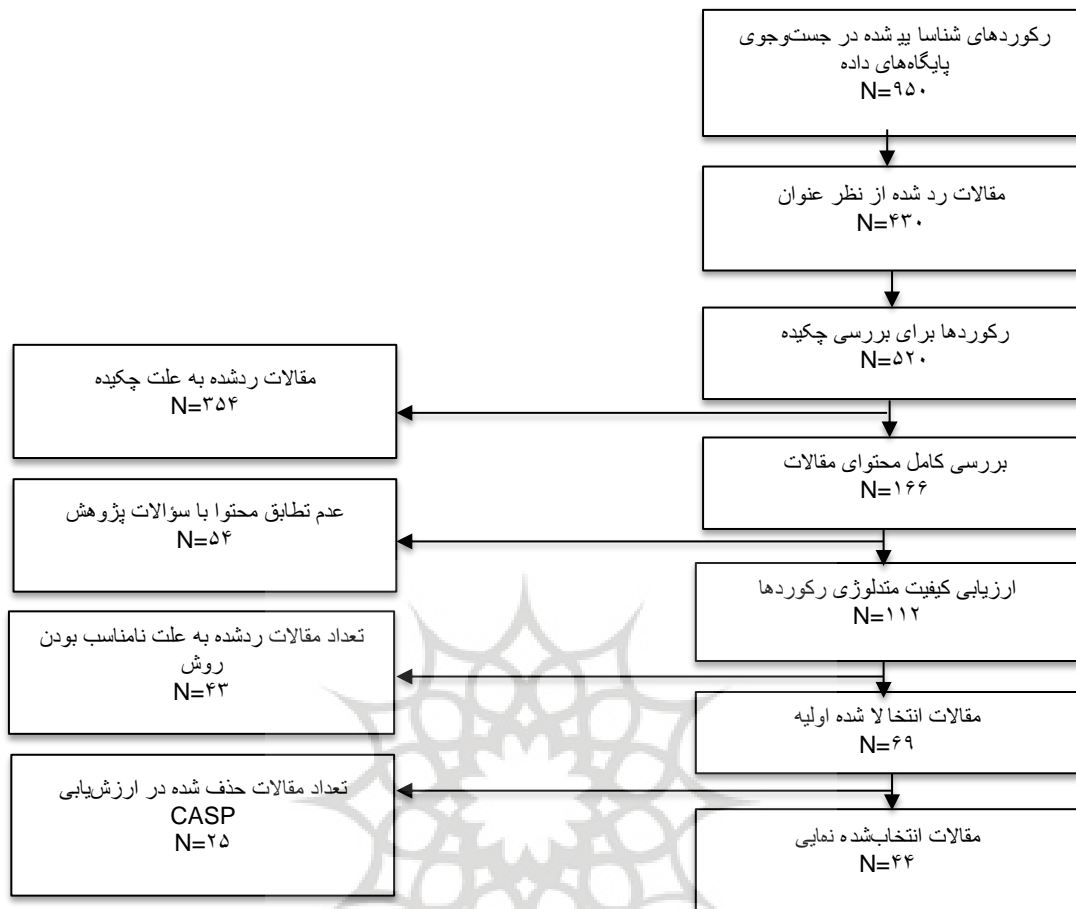 رکوردهای شناسا یی شده در جست‌وجوی
پایگاه‌های داده
N=۹۵۰
مقالات رد شده از نظر عنوان
N=۴۳۰
رکوردها برای بررسی چکیده
N=۵۲۰
مقالات ردشده به علت چکیده
N=۳۵۴
بررسی کامل محتوای مقالات
N=۱۶۶
عدم تطابق محتوا با سؤالات پژوهش
N=۵۴
ارزیابی کیفیت متدلوژی رکوردها
N=۱۱۲
تعداد مقالات ردشده به علت نامناسب بودن
روش
N=۴۳
مقالات انتخا لا شده اولیه
N=۶۹
تعداد مقالات حذف شده در ارزش‌یابی
CASP
N=۲۵
مقالات انتخاب‌شده نمایی
N=۴۴